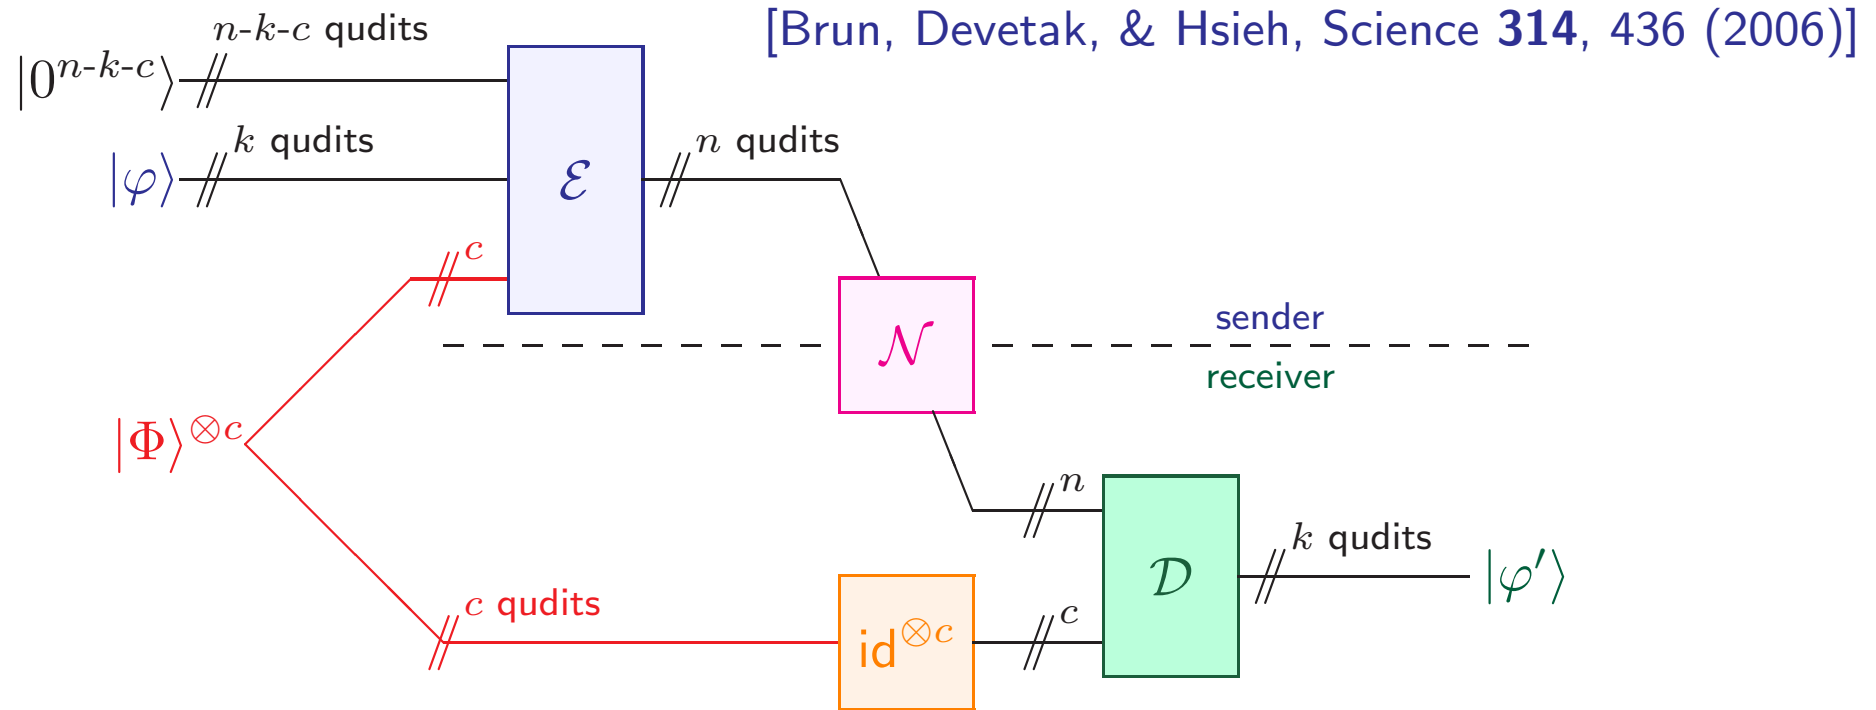 [Brun, Devetak, & Hsieh, Science 314, 436 (2006)]
n-k-c qudits
|0^{n-k-c}⟩
k qudits
|φ⟩
ℰ
n qudits
c
sender
𝒩
receiver
|Φ⟩^{⊗c}
n
k qudits
𝒟
|φ′⟩
c qudits
id^{⊗c}
c